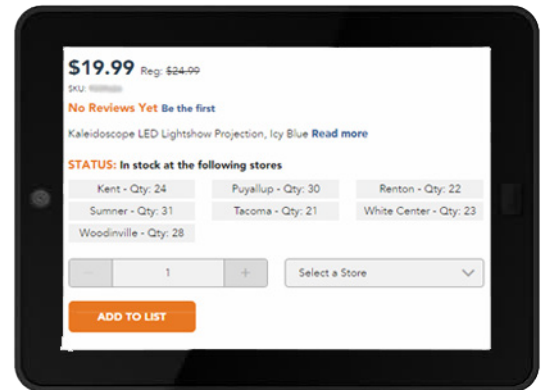 $19.99 Reg: $24.99
SKU:
No Reviews Yet Be the first
Kaleidoscope LED Lightshow Projection, Icy Blue Read more
STATUS: In stock at the following stores
Kent - Qty: 24 Puyallup - Qty: 30 Renton - Qty: 22
Sumner - Qty: 31 Tacoma - Qty: 21 White Center - Qty: 23
Woodinville - Qty: 28
− 1 + Select a Store
ADD TO LIST